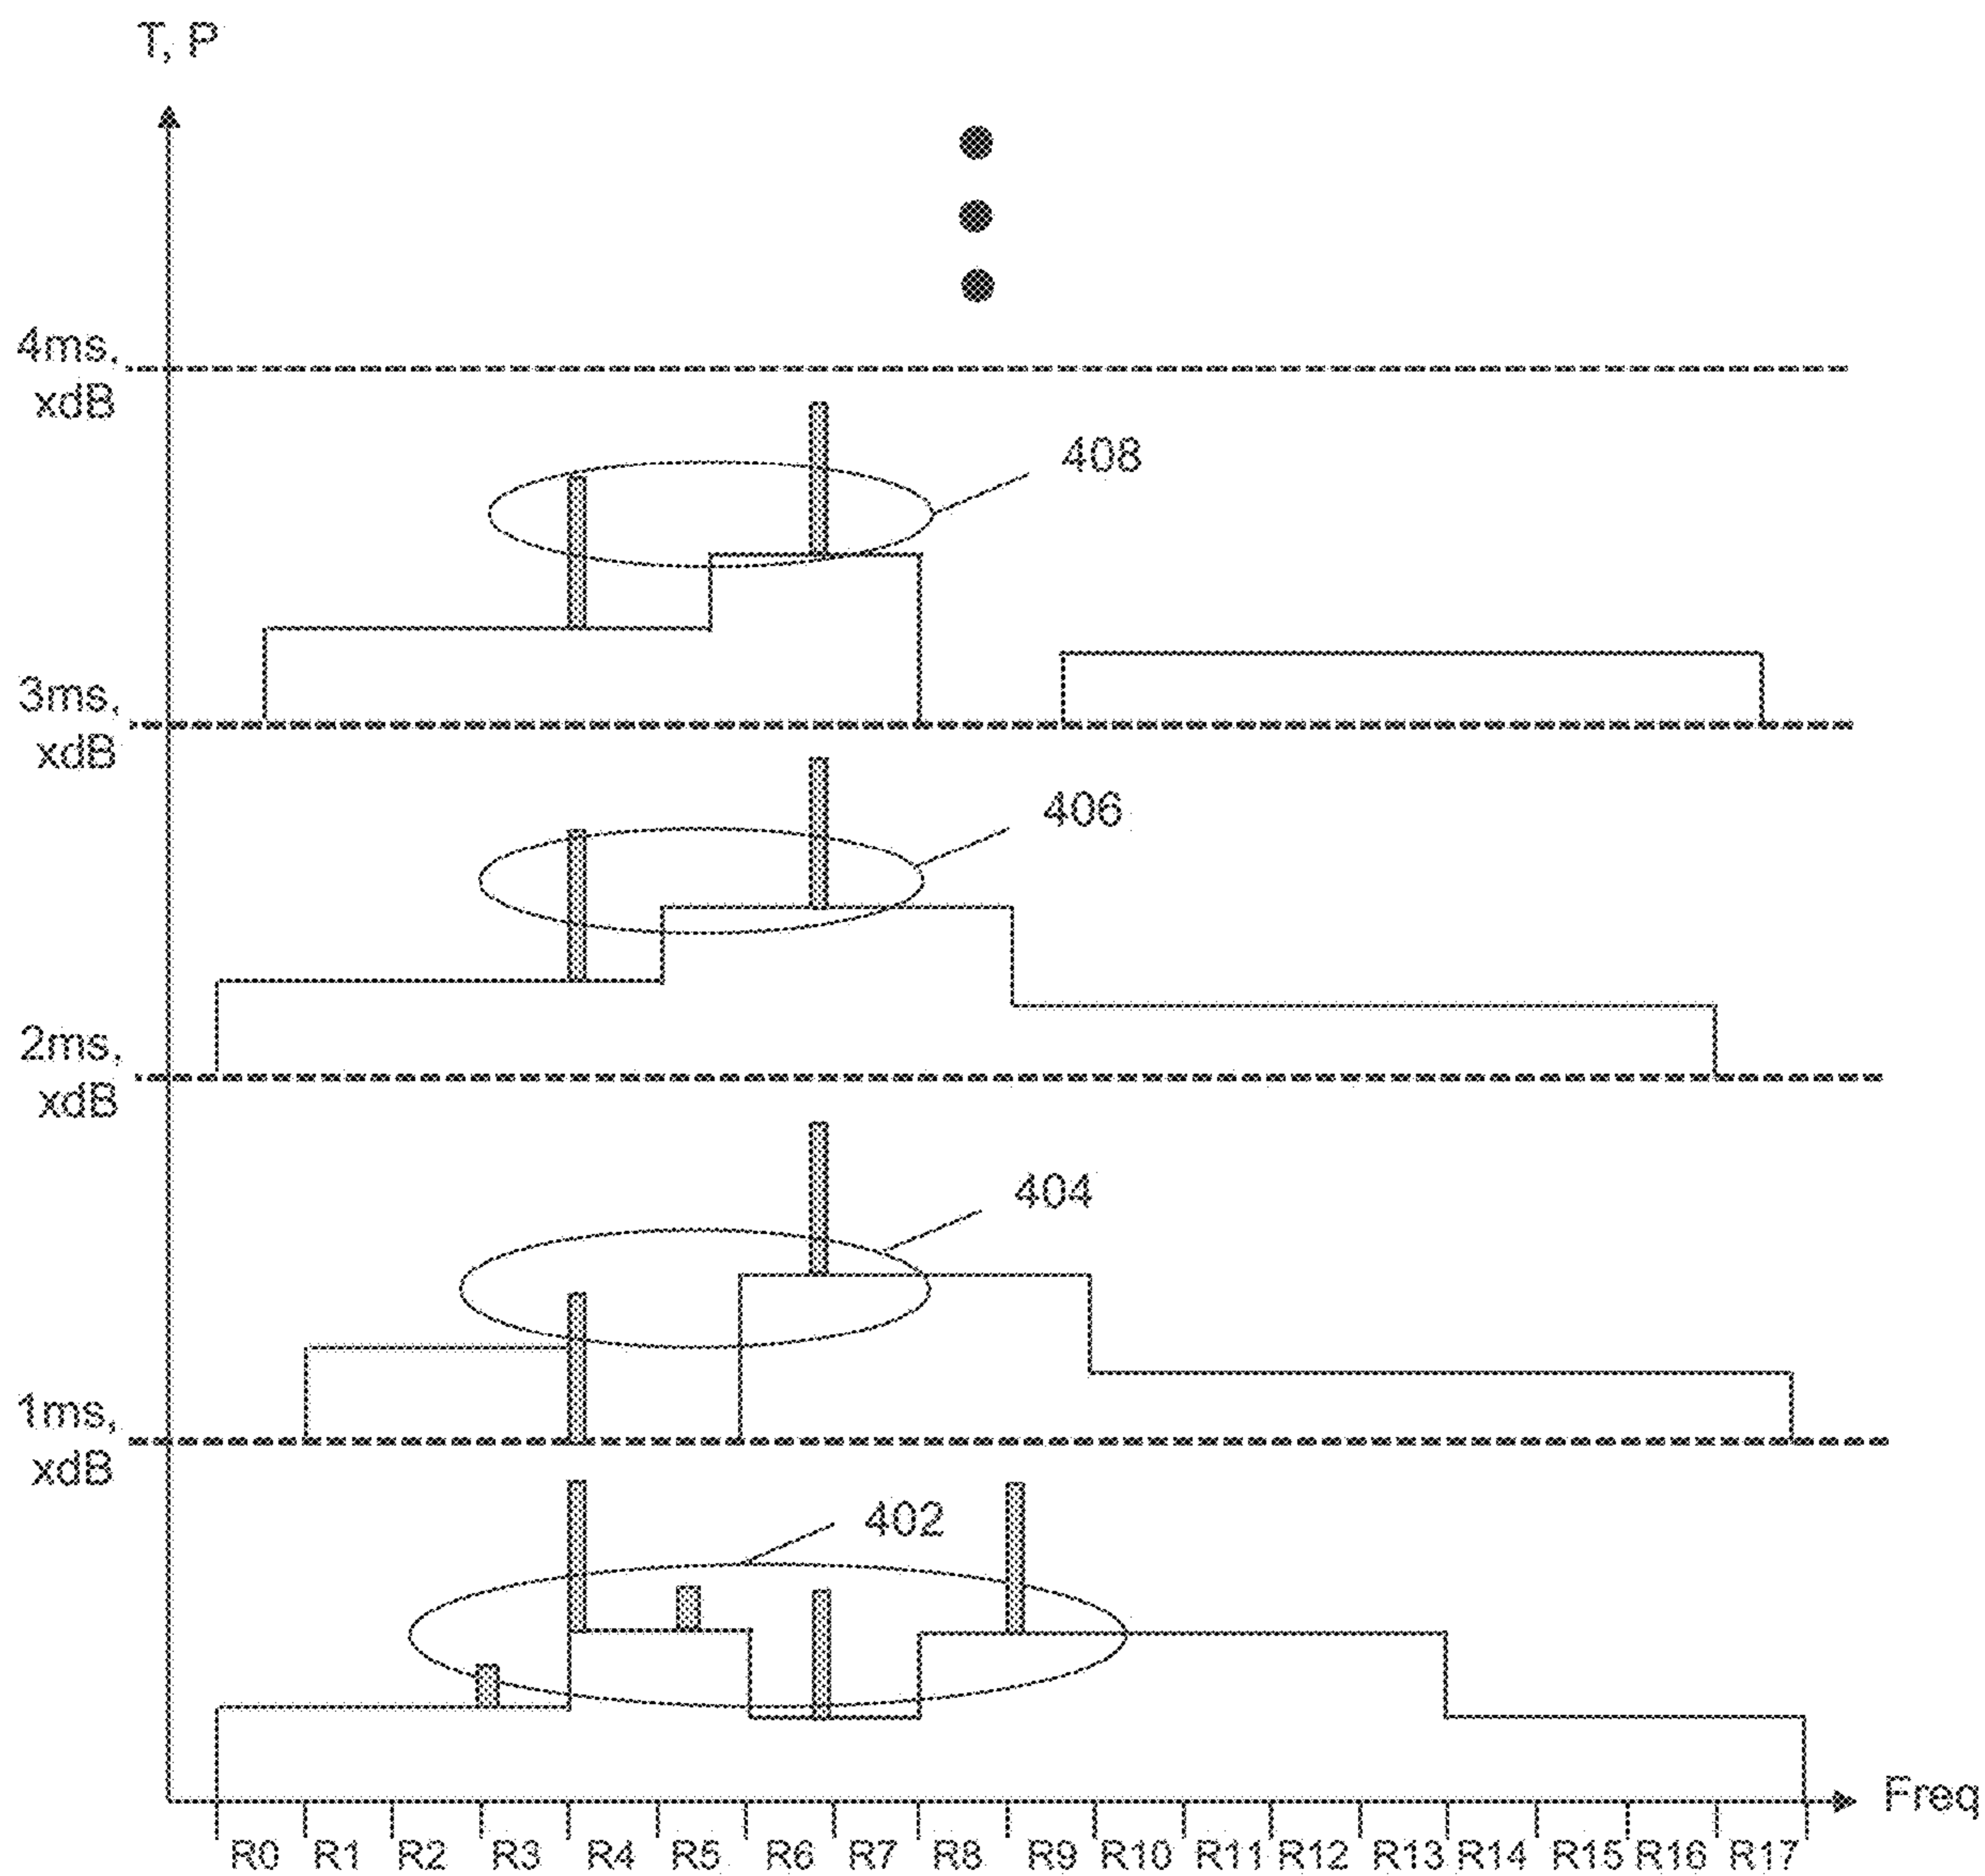 T, P
4ms,
xdB
408
3ms,
xdB
406
2ms,
xdB
404
1ms,
xdB
402
Freq
R0 R1 R2 R3 R4 R5 R6 R7 R8 R9 R10 R11 R12 R13 R14 R15 R16 R17